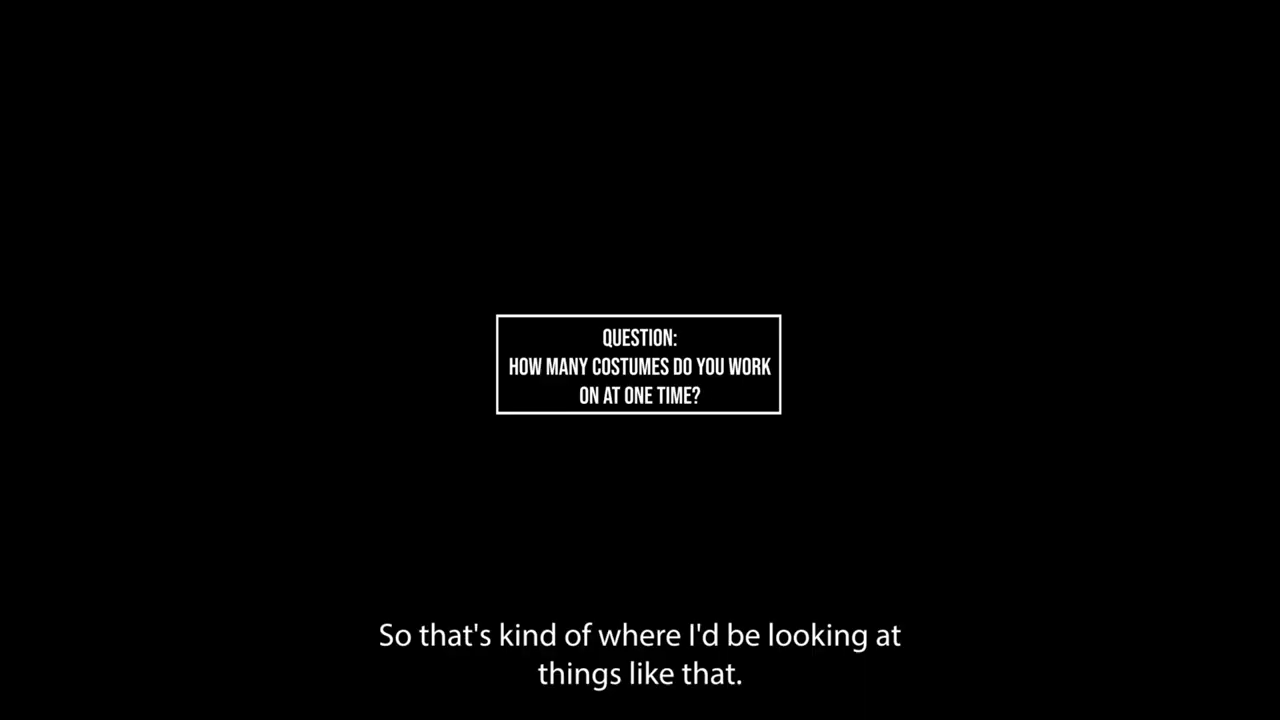 QUESTION:
HOW MANY COSTUMES DO YOU WORK
ON AT ONE TIME?
So that's kind of where I'd be looking at
things like that.